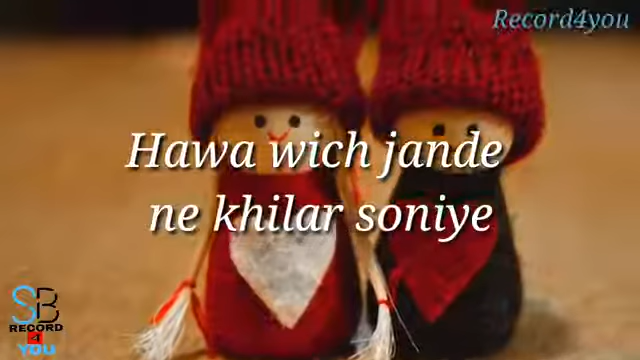 Record4you
Hawa wich jande
ne khilar soniye
SB
RECORD
4
YOU